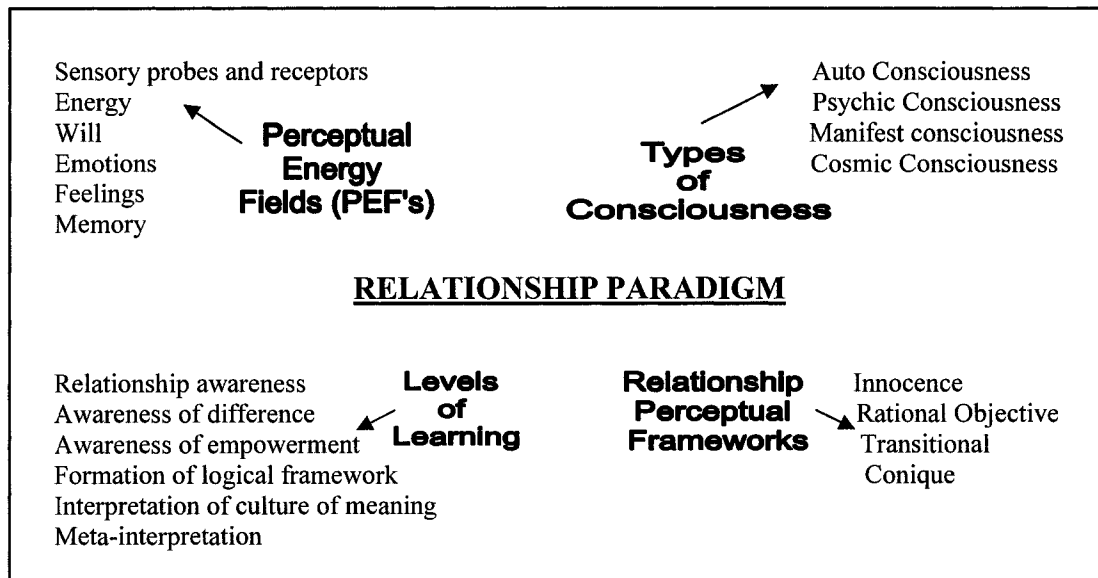 Sensory probes and receptors
Energy
Will
Emotions
Feelings
Memory
Perceptual
Energy
Fields (PEF's)
Types
of
Consciousness
Auto Consciousness
Psychic Consciousness
Manifest consciousness
Cosmic Consciousness
RELATIONSHIP PARADIGM
Relationship awareness
Awareness of difference
Awareness of empowerment
Formation of logical framework
Interpretation of culture of meaning
Meta-interpretation
Levels
of
Learning
Relationship
Perceptual
Frameworks
Innocence
Rational Objective
Transitional
Conique